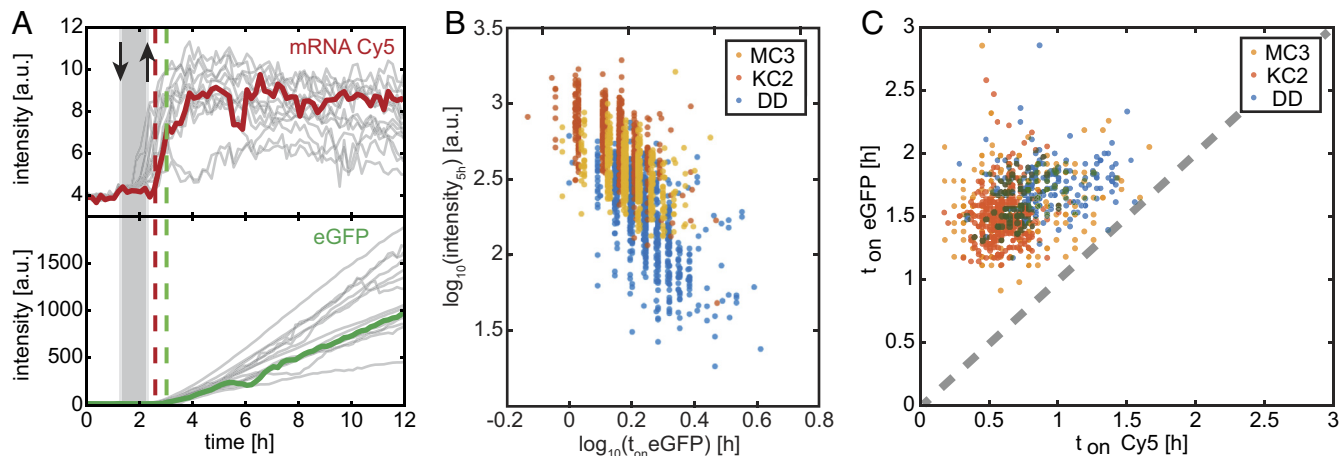 A
intensity [a.u.]
12
10
8
6
4
mRNA Cy5
intensity [a.u.]
1500
1000
500
0
eGFP
0 2 4 6 8 10 12
time [h]
B
log10(intensity5h) [a.u.]
3.5
3
2.5
2
1.5
MC3
KC2
DD
-0.2 0 0.2 0.4 0.6 0.8
log10(ton eGFP) [h]
C
ton eGFP [h]
3
2.5
2
1.5
1
0.5
0
MC3
KC2
DD
0 0.5 1 1.5 2 2.5 3
ton Cy5 [h]